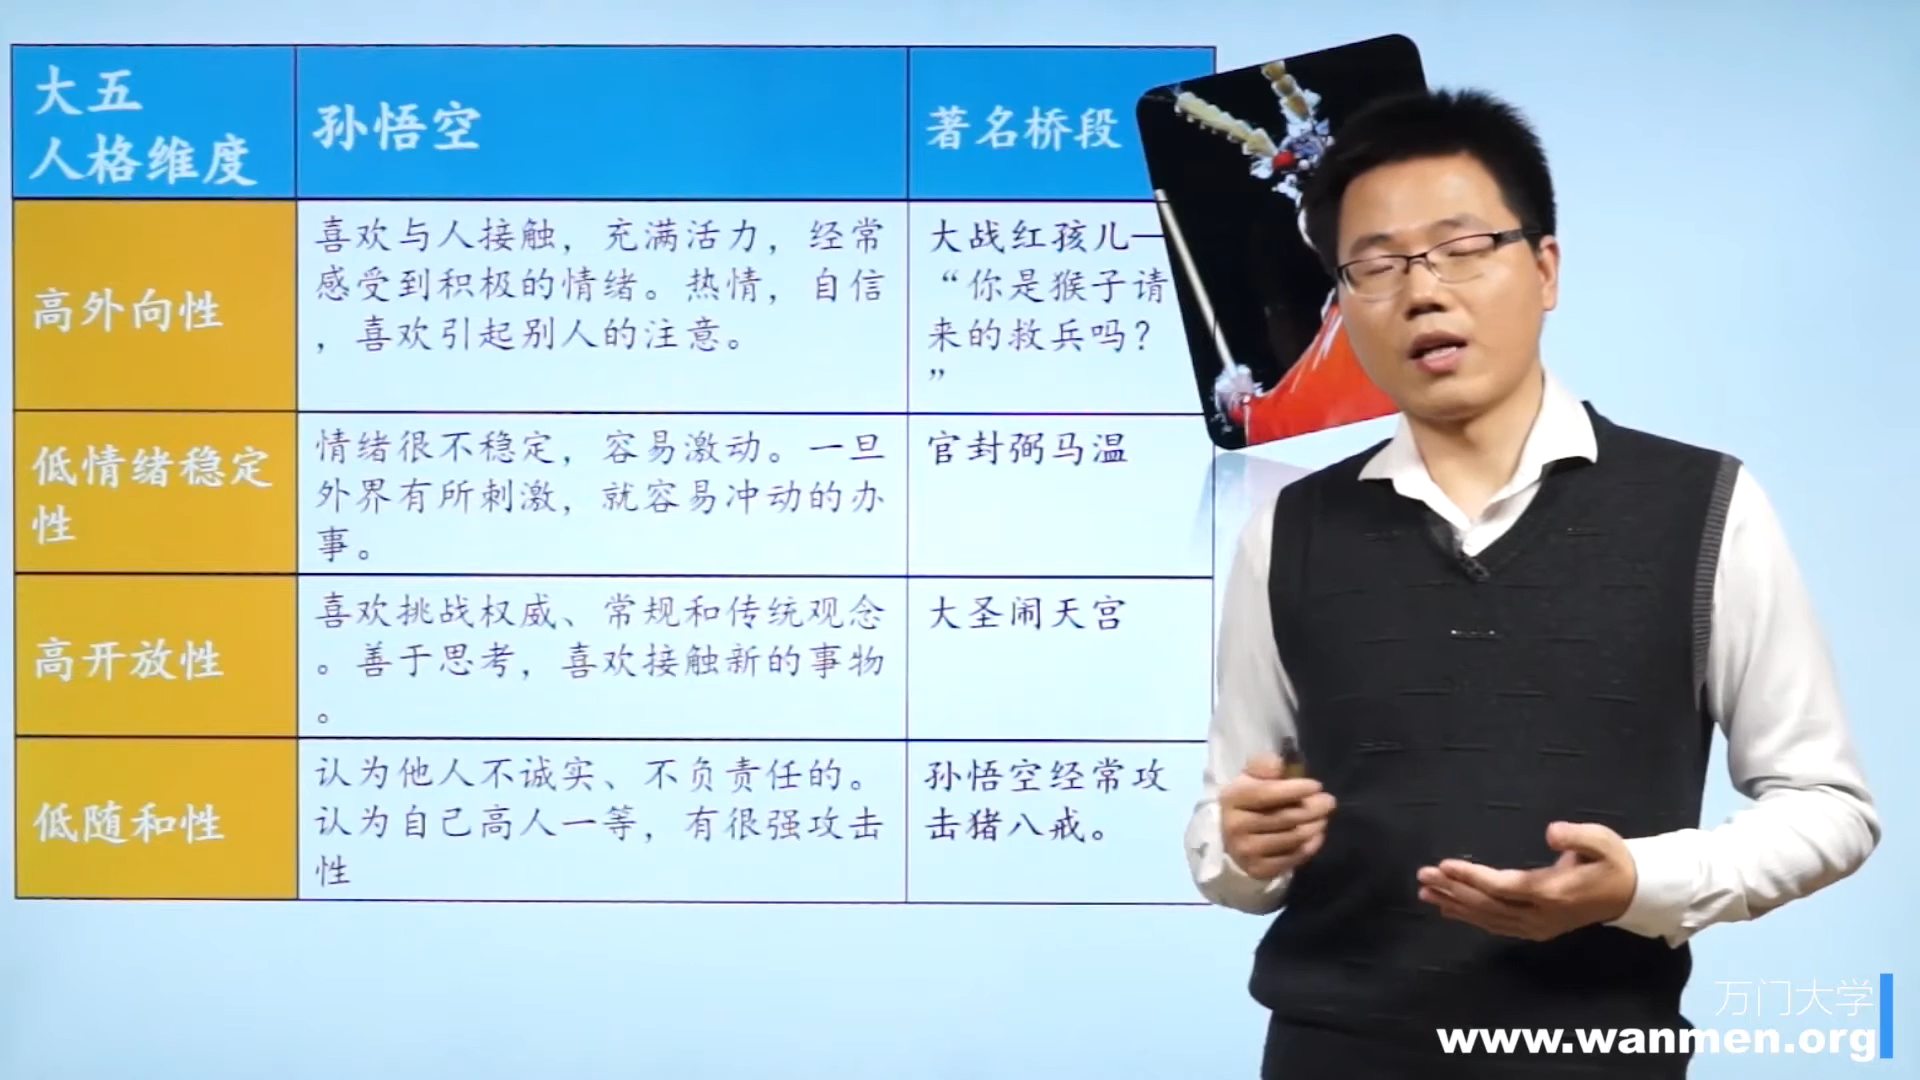 大五
人格维度
孙悟空
著名桥段
高外向性
喜欢与人接触，充满活力，经常
感受到积极的情绪。热情，自信
，喜欢引起别人的注意。
大战红孩儿—
“你是猴子请
来的救兵吗？
”
低情绪稳定
性
情绪很不稳定，容易激动。一旦
外界有所刺激，就容易冲动的办
事。
官封弼马温
高开放性
喜欢挑战权威、常规和传统观念
。善于思考，喜欢接触新的事物
。
大圣闹天宫
低随和性
认为他人不诚实、不负责任的。
认为自己高人一等，有很强攻击
性
孙悟空经常攻
击猪八戒。
万门大学
www.wanmen.org